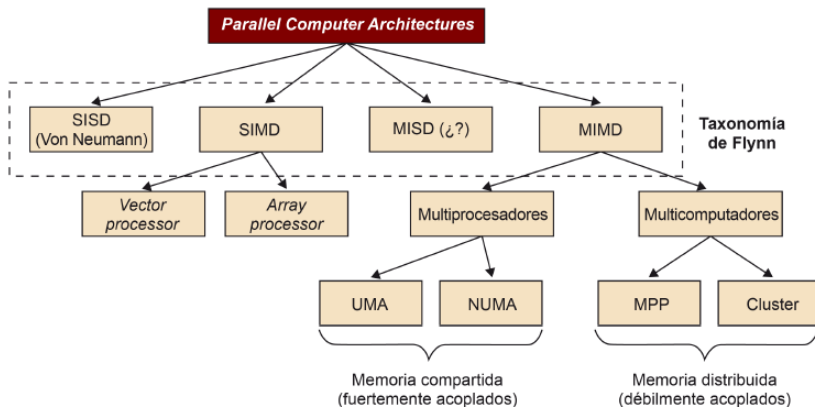 Parallel Computer Architectures
SISD
(Von Neumann)
SIMD
MISD (¿?)
MIMD
Taxonomía
de Flynn
Vector
processor
Array
processor
Multiprocesadores
Multicomputadores
UMA
NUMA
MPP
Cluster
Memoria compartida
(fuertemente acoplados)
Memoria distribuida
(débilmente acoplados)